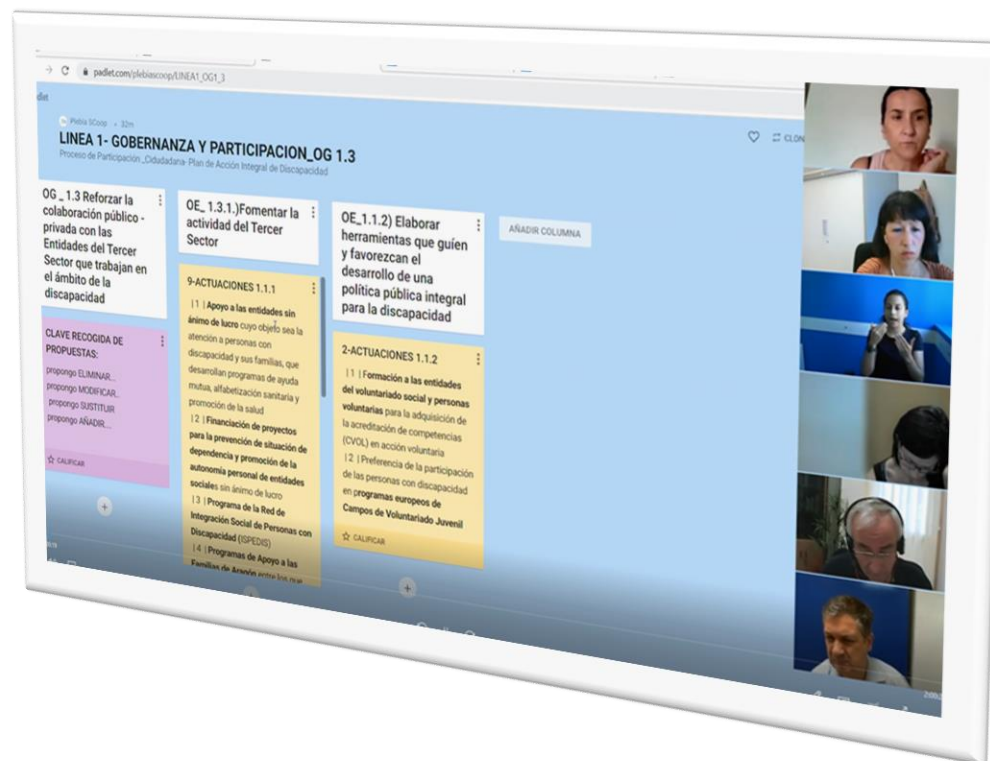 padlet.com/plebiascoop/LINEA1_OG1_3
Plebia SCoop 32m
LINEA 1- GOBERNANZA Y PARTICIPACION_OG 1.3
Proceso de Participación _Cidudadana- Plan de Acción Integral de Discapacidad
CLON
OG _ 1.3 Reforzar la
colaboración público -
privada con las
Entidades del Tercer
Sector que trabajan en
el ámbito de la
discapacidad
CLAVE RECOGIDA DE
PROPUESTAS:
propongo ELIMINAR...
propongo MODIFICAR..
propongo SUSTITUIR
propongo AÑADIR....
CALIFICAR
OE_ 1.3.1.)Fomentar la
actividad del Tercer
Sector
9-ACTUACIONES 1.1.1
|1 | Apoyo a las entidades sin
ánimo de lucro cuyo objeto sea la
atención a personas con
discapacidad y sus familias, que
desarrollan programas de ayuda
mutua, alfabetización sanitaria y
promoción de la salud
|2 | Financiación de proyectos
para la prevención de situación de
dependencia y promoción de la
autonomía personal de entidades
sociales sin ánimo de lucro
|3 | Programa de la Red de
Integración Social de Personas con
Discapacidad (ISPEDIS)
|4 | Programas de Apoyo a las
Familias de Aragón entre los que
OE_1.1.2) Elaborar
herramientas que guíen
y favorezcan el
desarrollo de una
política pública integral
para la discapacidad
2-ACTUACIONES 1.1.2
|1 | Formación a las entidades
del voluntariado social y personas
voluntarias para la adquisición de
la acreditación de competencias
(CVOL) en acción voluntaria
|2 | Preferencia de la participación
de las personas con discapacidad
en programas europeos de
Campos de Voluntariado Juvenil
CALIFICAR
AÑADIR COLUMNA